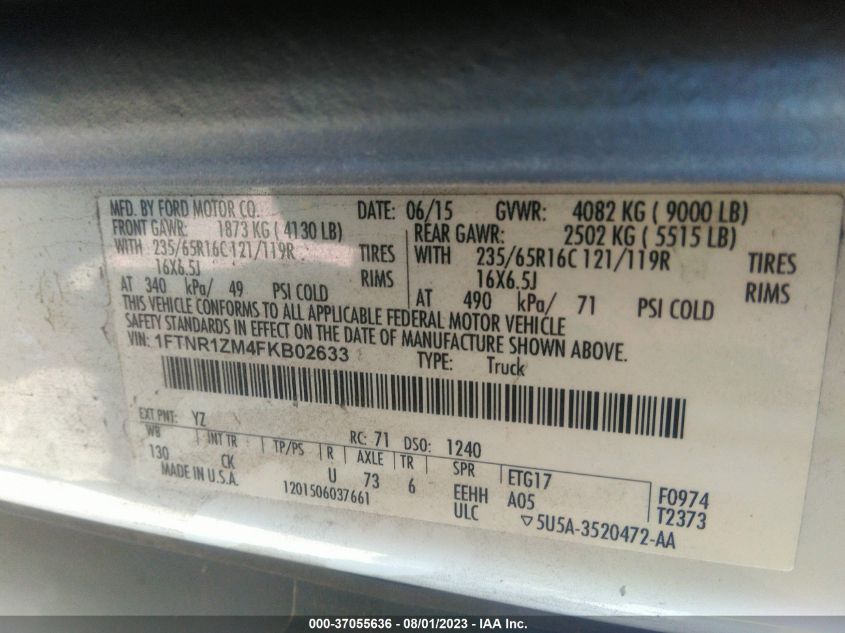 MFD. BY FORD MOTOR CO. DATE: 06/15 GVWR: 4082 KG ( 9000 LB)
FRONT GAWR: 1873 KG ( 4130 LB) REAR GAWR: 2502 KG ( 5515 LB)
WITH 235/65R16C 121/119R TIRES WITH 235/65R16C 121/119R TIRES
16X6.5J RIMS 16X6.5J RIMS
AT 340 kPa/ 49 PSI COLD AT 490 kPa/ 71 PSI COLD
THIS VEHICLE CONFORMS TO ALL APPLICABLE FEDERAL MOTOR VEHICLE
SAFETY STANDARDS IN EFFECT ON THE DATE OF MANUFACTURE SHOWN ABOVE.
VIN: 1FTNR1ZM4FKB02633 TYPE: Truck
EXT PNT: YZ RC: 71 DSO: 1240
WB INT TR TP/PS R AXLE TR SPR ETG17
130 CK U 73 6 EEHH A05 F0974
MADE IN U.S.A. 1201506037661 ULC T2373
5U5A-3520472-AA
000-37055636 - 08/01/2023 - IAA Inc.